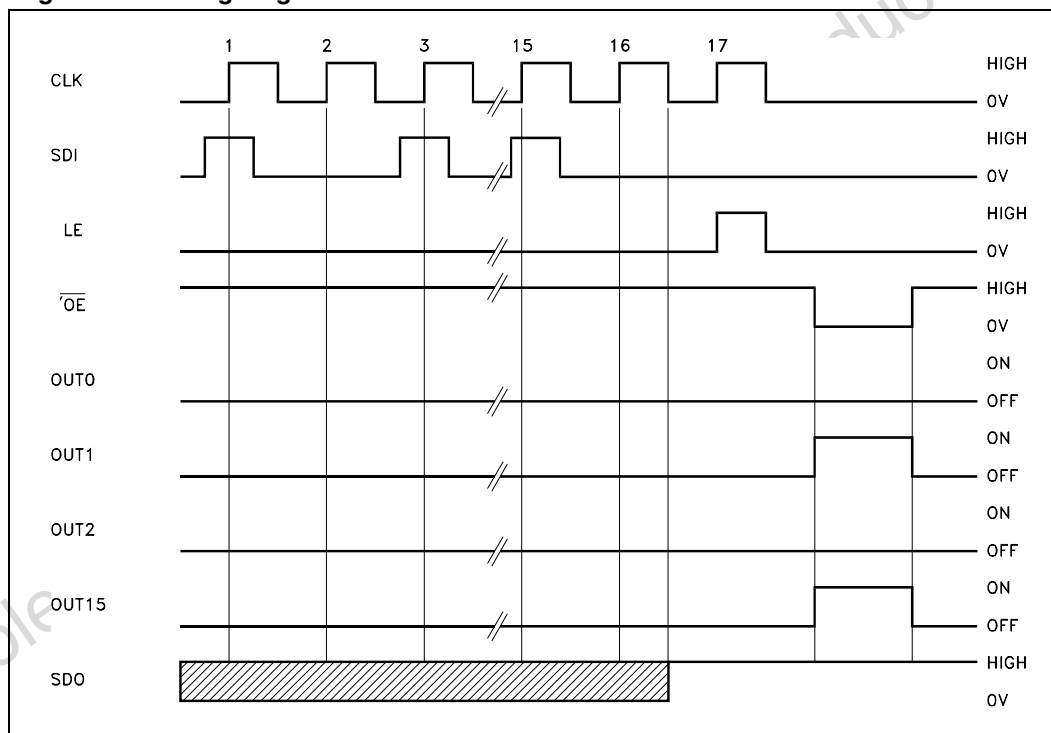 1 2 3 15 16 17
CLK
HIGH
0V
SDI
HIGH
0V
LE
HIGH
0V
'OE
HIGH
0V
OUT0
ON
OFF
OUT1
ON
OFF
OUT2
ON
OFF
OUT15
ON
OFF
SDO
HIGH
0V